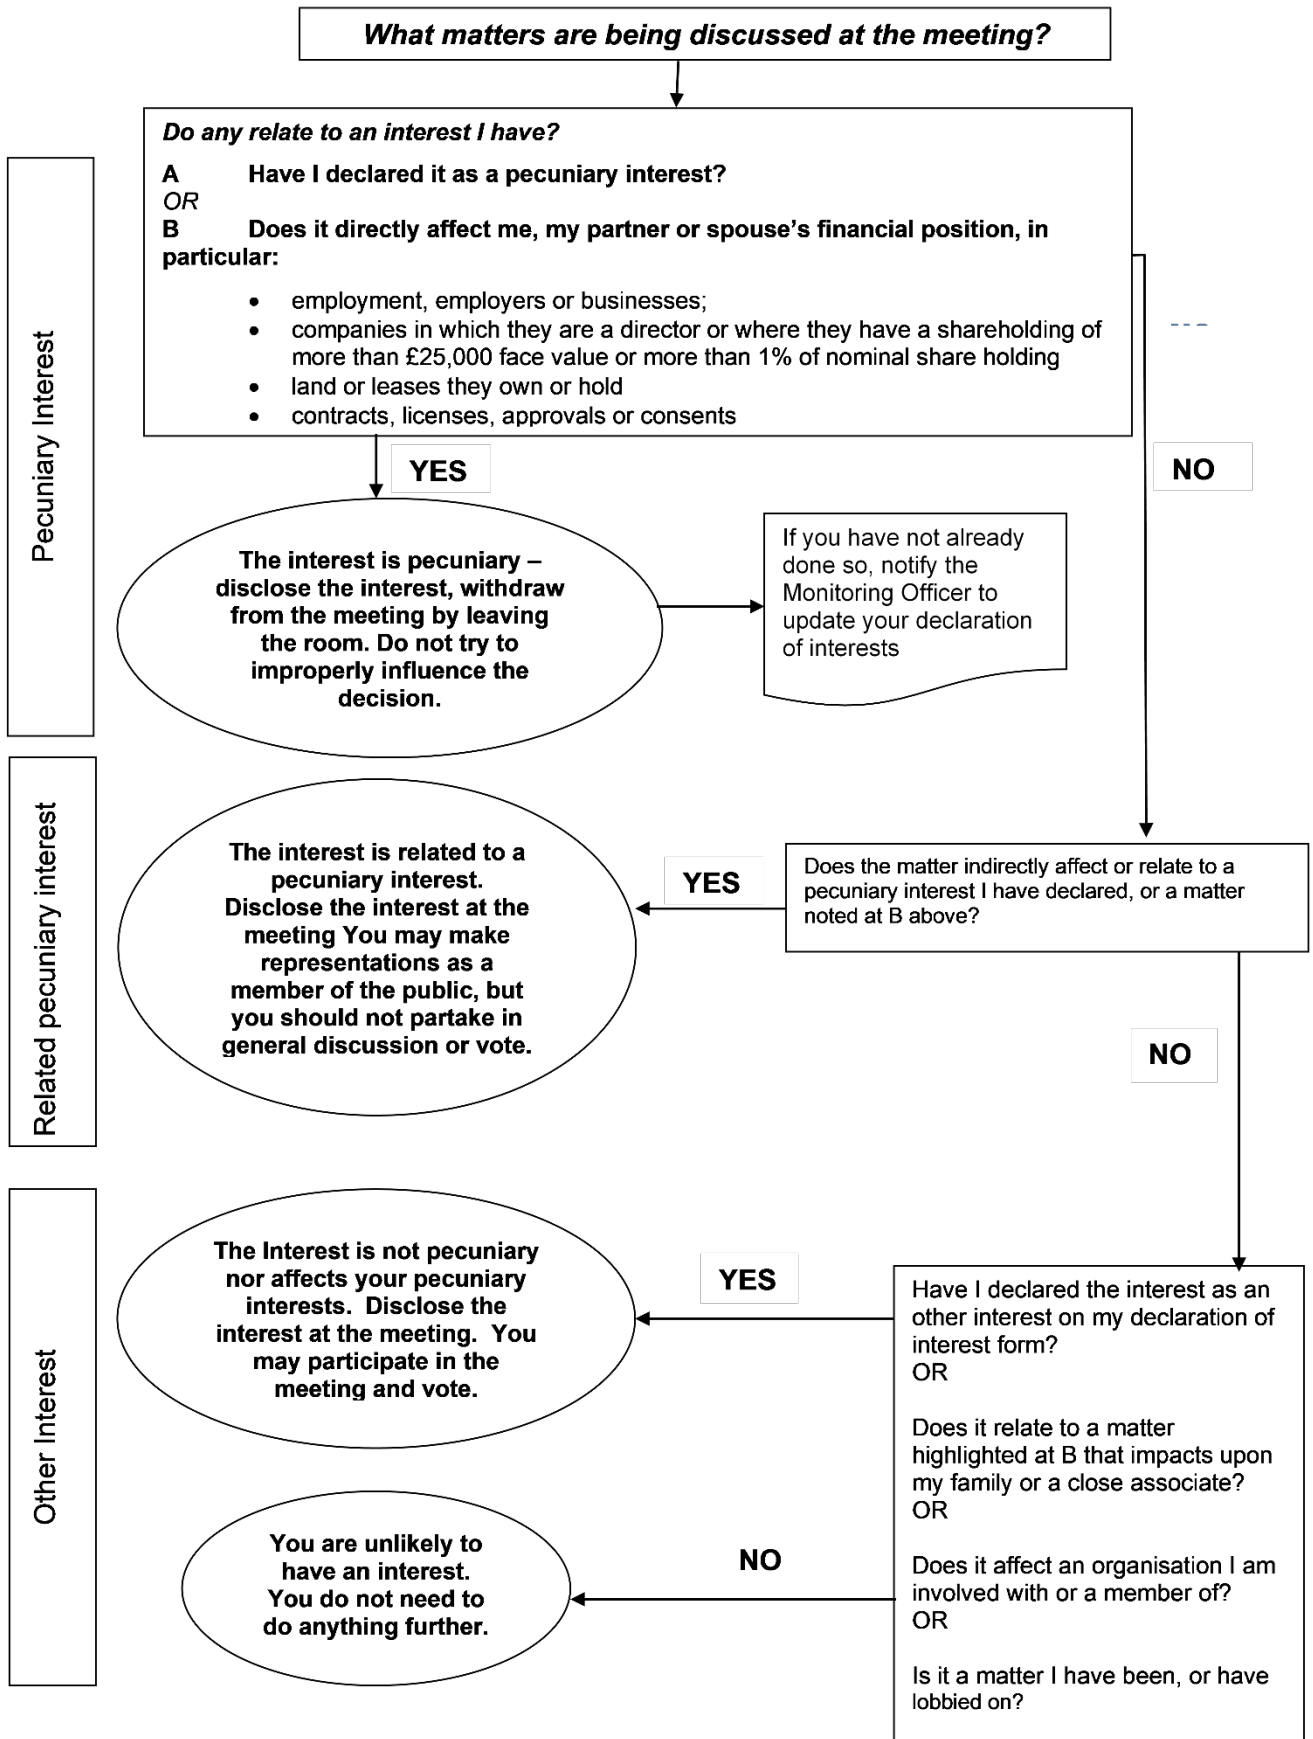 What matters are being discussed at the meeting?
Do any relate to an interest I have?
A Have I declared it as a pecuniary interest?
OR
B Does it directly affect me, my partner or spouse's financial position, in
particular:
• employment, employers or businesses;
• companies in which they are a director or where they have a shareholding of
more than £25,000 face value or more than 1% of nominal share holding
• land or leases they own or hold
• contracts, licenses, approvals or consents
Pecuniary Interest
YES
NO
The interest is pecuniary –
disclose the interest, withdraw
from the meeting by leaving
the room. Do not try to
improperly influence the
decision.
If you have not already
done so, notify the
Monitoring Officer to
update your declaration
of interests
Related pecuniary interest
The interest is related to a
pecuniary interest.
Disclose the interest at the
meeting You may make
representations as a
member of the public, but
you should not partake in
general discussion or vote.
YES
Does the matter indirectly affect or relate to a
pecuniary interest I have declared, or a matter
noted at B above?
NO
Other Interest
The Interest is not pecuniary
nor affects your pecuniary
interests. Disclose the
interest at the meeting. You
may participate in the
meeting and vote.
YES
Have I declared the interest as an
other interest on my declaration of
interest form?
OR
Does it relate to a matter
highlighted at B that impacts upon
my family or a close associate?
OR
Does it affect an organisation I am
involved with or a member of?
OR
Is it a matter I have been, or have
lobbied on?
NO
You are unlikely to
have an interest.
You do not need to
do anything further.